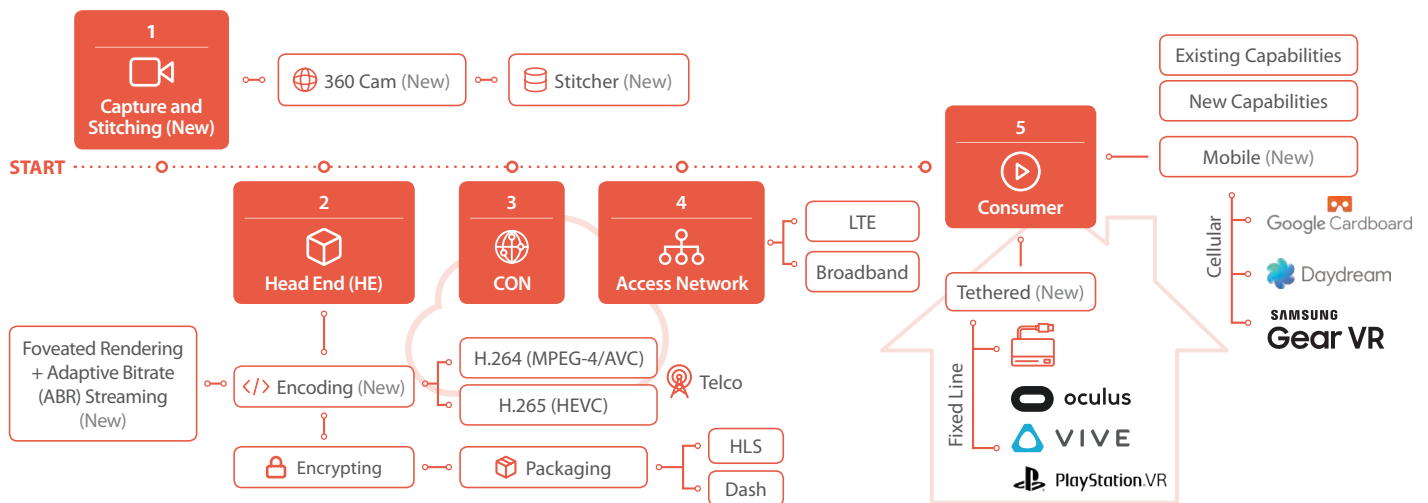 1
Capture and
Stitching (New)
360 Cam (New)
Stitcher (New)
START
2
Head End (HE)
3
CON
4
Access Network
LTE
Broadband
5
Consumer
Existing Capabilities
New Capabilities
Mobile (New)
Cellular
Google Cardboard
Daydream
SAMSUNG
Gear VR
Tethered (New)
Fixed Line
oculus
VIVE
PlayStation.VR
Foveated Rendering
+ Adaptive Bitrate
(ABR) Streaming
(New)
</> Encoding (New)
H.264 (MPEG-4/AVC)
H.265 (HEVC)
Telco
Encrypting
Packaging
HLS
Dash